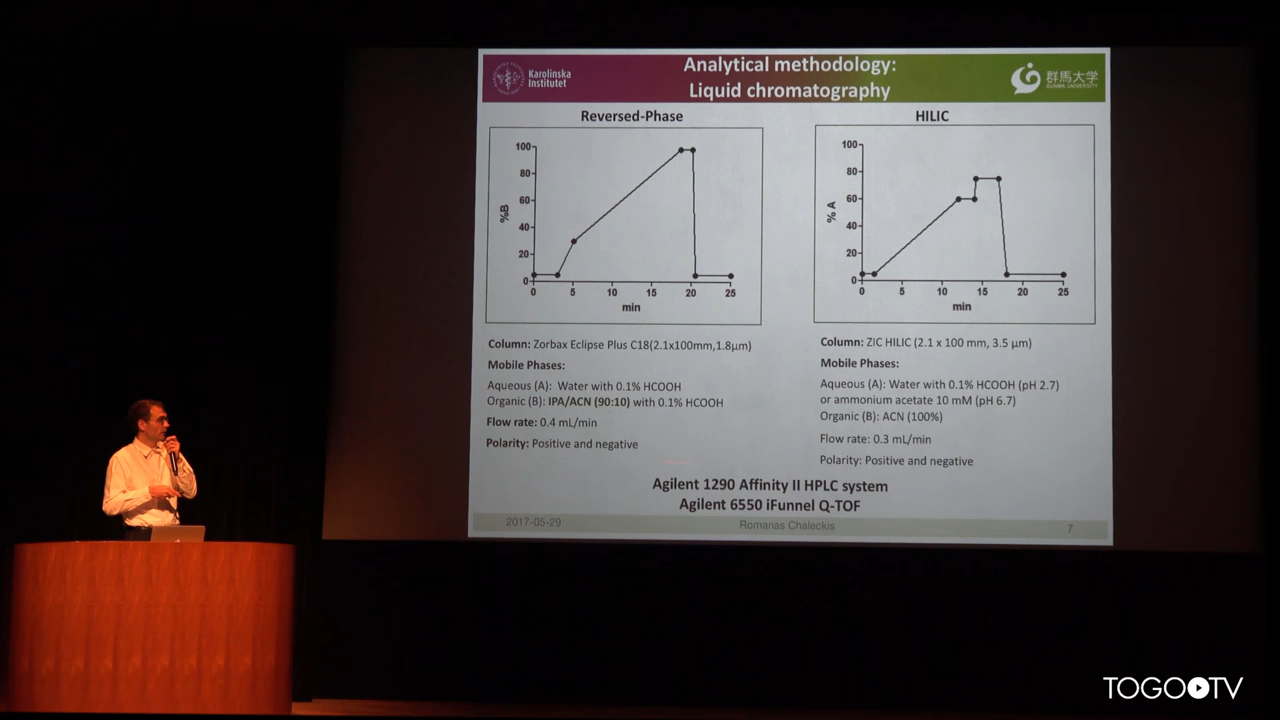 Karolinska
Institutet
Analytical methodology:
Liquid chromatography
群馬大学
GUNMA UNIVERSITY
Reversed-Phase
100
80
60
40
20
0
%B
0 5 10 15 20 25
min
HILIC
100
80
60
40
20
0
% A
0 5 10 15 20 25
min
Column: Zorbax Eclipse Plus C18(2.1x100mm,1.8μm)
Mobile Phases:
Aqueous (A): Water with 0.1% HCOOH
Organic (B): IPA/ACN (90:10) with 0.1% HCOOH
Flow rate: 0.4 mL/min
Polarity: Positive and negative
Column: ZIC HILIC (2.1 x 100 mm, 3.5 μm)
Mobile Phases:
Aqueous (A): Water with 0.1% HCOOH (pH 2.7)
or ammonium acetate 10 mM (pH 6.7)
Organic (B): ACN (100%)
Flow rate: 0.3 mL/min
Polarity: Positive and negative
Agilent 1290 Affinity II HPLC system
Agilent 6550 iFunnel Q-TOF
2017-05-29
Romanas Chaleckis
7
TOGO TV